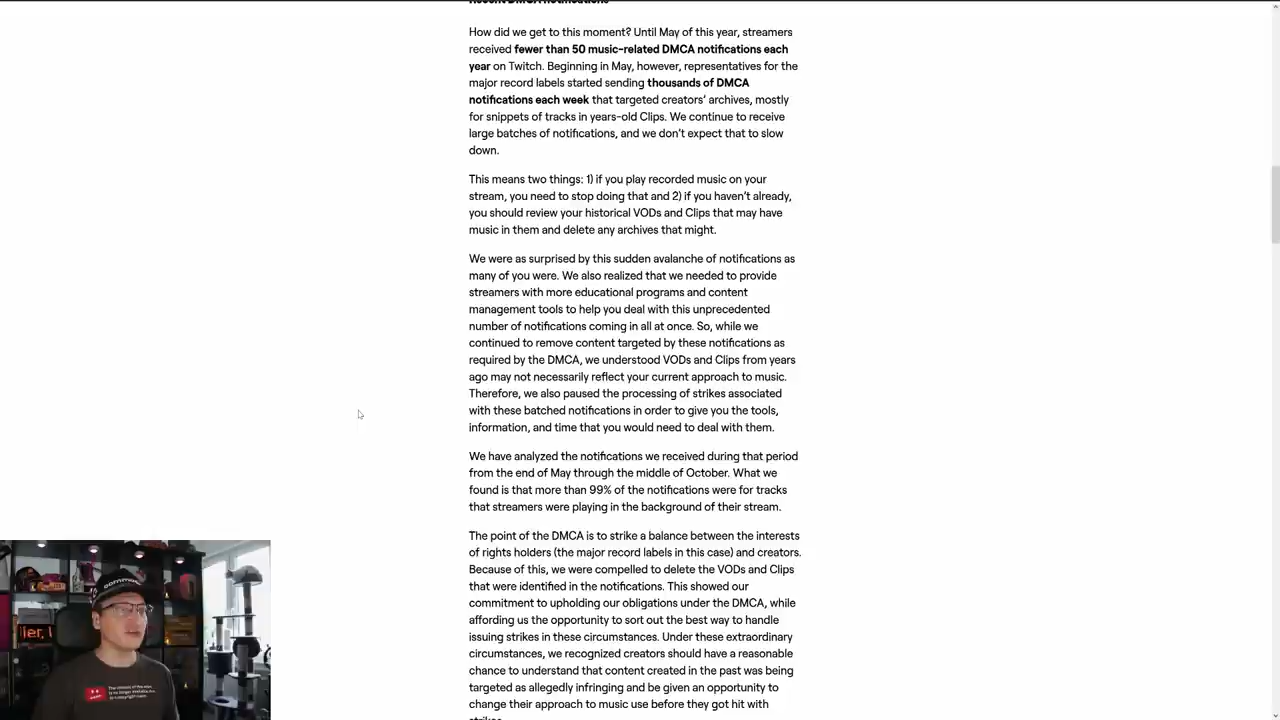 Recent DMCA notifications
How did we get to this moment? Until May of this year, streamers
received fewer than 50 music-related DMCA notifications each
year on Twitch. Beginning in May, however, representatives for the
major record labels started sending thousands of DMCA
notifications each week that targeted creators’ archives, mostly
for snippets of tracks in years-old Clips. We continue to receive
large batches of notifications, and we don’t expect that to slow
down.
This means two things: 1) if you play recorded music on your
stream, you need to stop doing that and 2) if you haven’t already,
you should review your historical VODs and Clips that may have
music in them and delete any archives that might.
We were as surprised by this sudden avalanche of notifications as
many of you were. We also realized that we needed to provide
streamers with more educational programs and content
management tools to help you deal with this unprecedented
number of notifications coming in all at once. So, while we
continued to remove content targeted by these notifications as
required by the DMCA, we understood VODs and Clips from years
ago may not necessarily reflect your current approach to music.
Therefore, we also paused the processing of strikes associated
with these batched notifications in order to give you the tools,
information, and time that you would need to deal with them.
We have analyzed the notifications we received during that period
from the end of May through the middle of October. What we
found is that more than 99% of the notifications were for tracks
that streamers were playing in the background of their stream.
The point of the DMCA is to strike a balance between the interests
of rights holders (the major record labels in this case) and creators.
Because of this, we were compelled to delete the VODs and Clips
that were identified in the notifications. This showed our
commitment to upholding our obligations under the DMCA, while
affording us the opportunity to sort out the best way to handle
issuing strikes in these circumstances. Under these extraordinary
circumstances, we recognized creators should have a reasonable
chance to understand that content created in the past was being
targeted as allegedly infringing and be given an opportunity to
change their approach to music use before they got hit with
strikes.